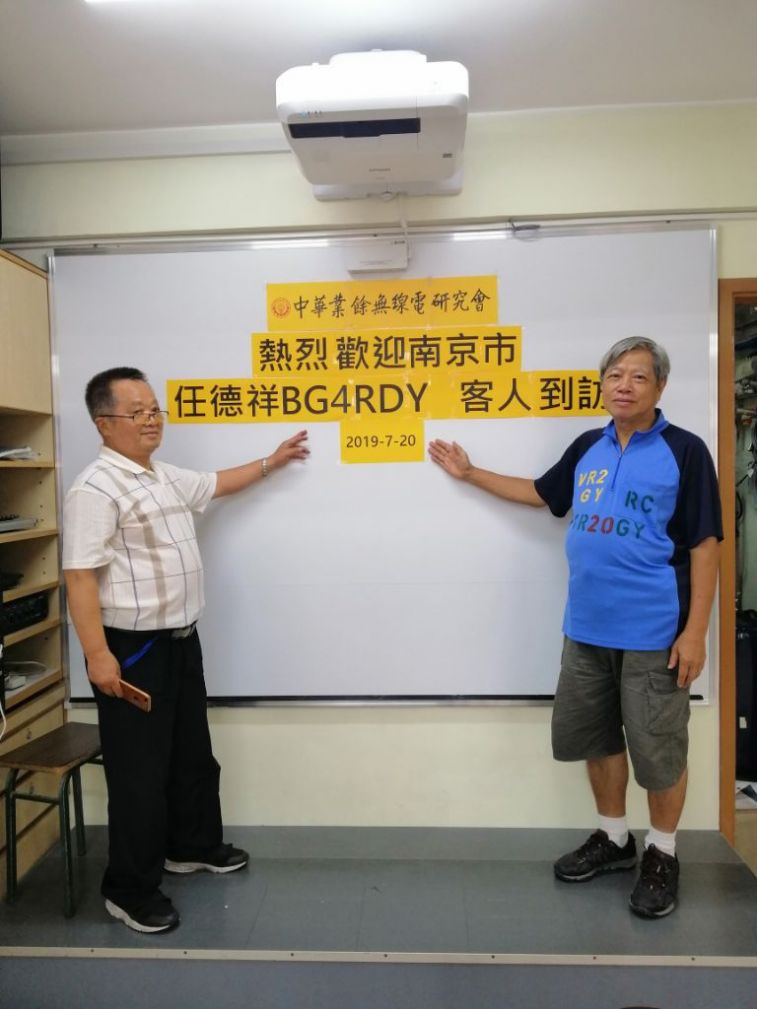 中華業餘無線電研究會
熱烈歡迎南京市
任德祥BG4RDY 客人到訪
2019-7-20
VR2
GY RC
VR20GY
EPSON